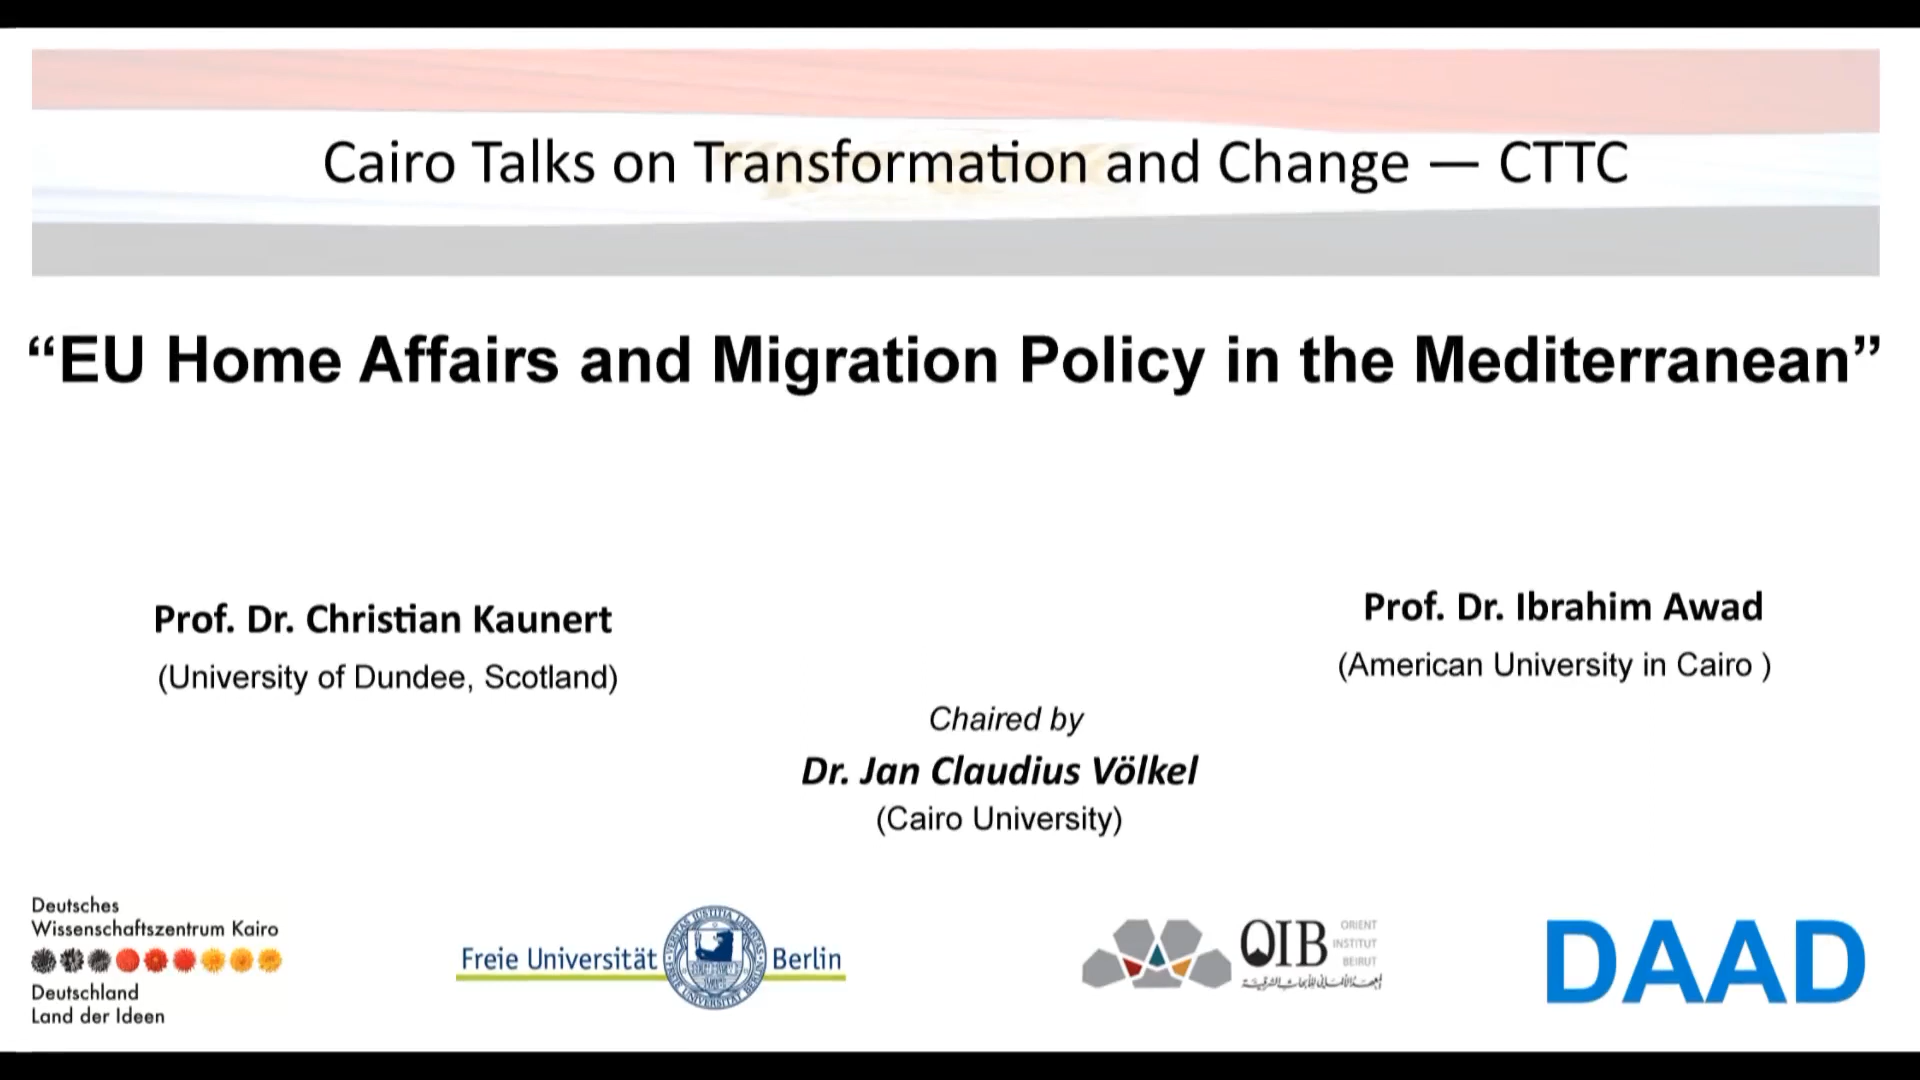 Cairo Talks on Transformation and Change — CTTC
“EU Home Affairs and Migration Policy in the Mediterranean”
Prof. Dr. Christian Kaunert
(University of Dundee, Scotland)
Prof. Dr. Ibrahim Awad
(American University in Cairo )
Chaired by
Dr. Jan Claudius Völkel
(Cairo University)
Deutsches
Wissenschaftszentrum Kairo
Deutschland
Land der Ideen
Freie Universität Berlin
OIB
ORIENT
INSTITUT
BEIRUT
DAAD